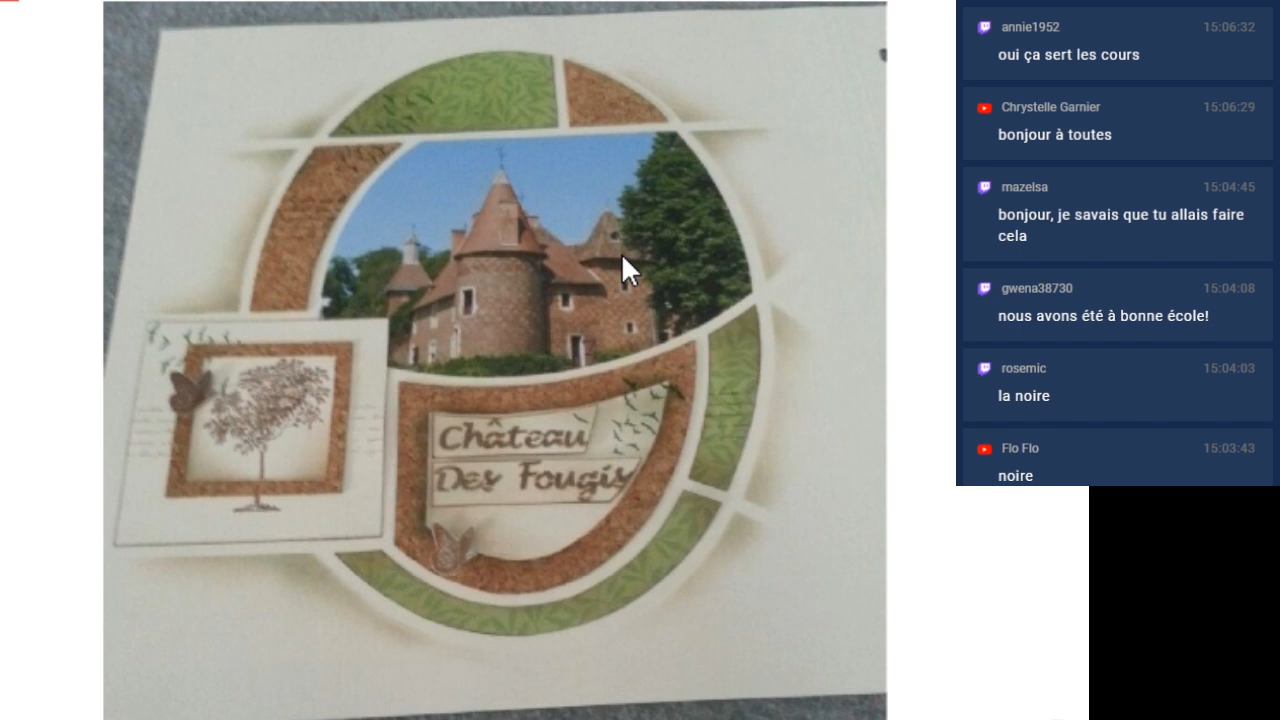 Château
Des Fougis
annie1952 15:06:32
oui ça sert les cours
Chrystelle Garnier 15:06:29
bonjour à toutes
mazelsa 15:04:45
bonjour, je savais que tu allais faire
cela
gwena38730 15:04:08
nous avons été à bonne école!
rosemic 15:04:03
la noire
Flo Flo 15:03:43
noire